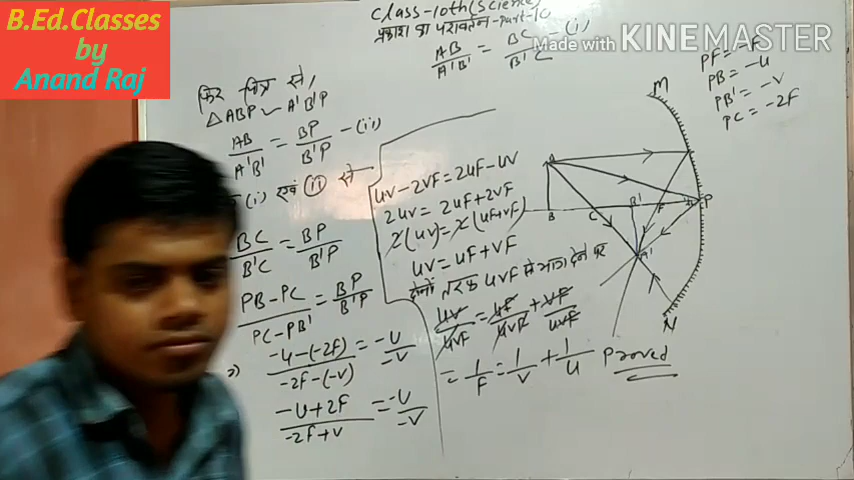 B.Ed.Classes
by
Anand Raj
Class-10th (Science)
प्रकाश का परावर्तन-Part-10
AB/A'B' = BC/B'C -(i)
Made with KINEMASTER
PF = -F
PB = -u
PB' = -v
PC = -2F
फिर चित्र से,
△ABP ~ A'B'P
AB/A'B' = BP/B'P -(ii)
(i) एवं (ii) से
BC/B'C = BP/B'P
PB-PC/PC-PB' = BP/B'P
-u-(-2f)/-2f-(-v) = -u/-v
-u+2f/-2f+v = -u/-v
uv-2vF = 2uF-uv
2uv = 2uF+2vF
2(uv) = 2(uF+vF)
uv = uF+vF
दोनों तरफ uvF से भाग देने पर
uv/uvF = uF/uvF + vF/uvF
= 1/F = 1/v + 1/u Proved
M
A
B
C
B'
F
P
A'
N